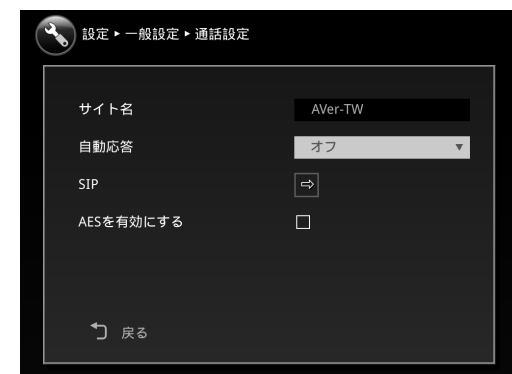 設定 ▸ 一般設定 ▸ 通話設定
サイト名 AVer-TW
自動応答 オフ ▼
SIP
AESを有効にする
戻る